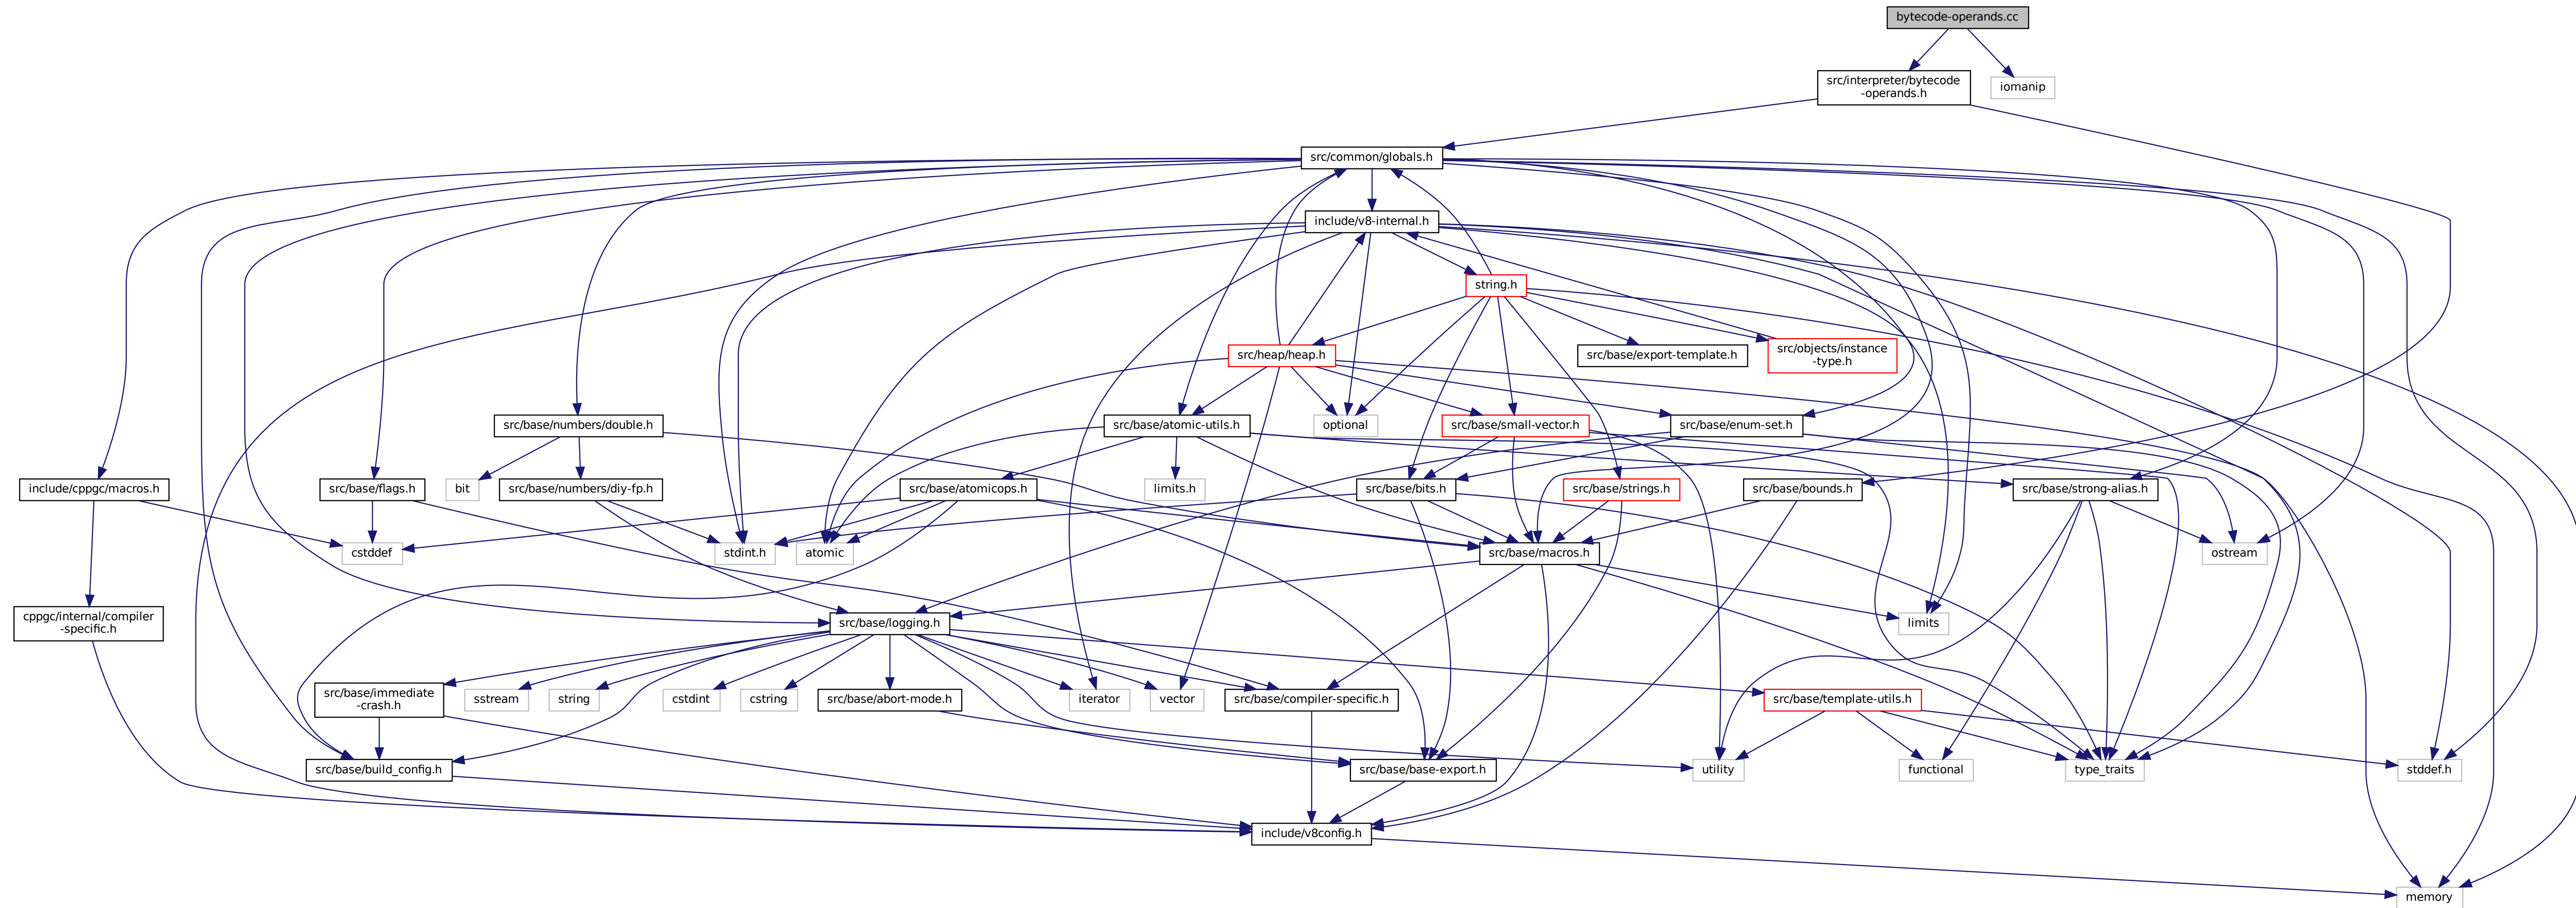 bytecode-operands.cc
src/interpreter/bytecode
-operands.h
iomanip
src/common/globals.h
include/v8-internal.h
string.h
src/heap/heap.h
src/base/export-template.h
src/objects/instance
-type.h
src/base/numbers/double.h
src/base/atomic-utils.h
optional
src/base/small-vector.h
src/base/enum-set.h
include/cppgc/macros.h
src/base/flags.h
bit
src/base/numbers/diy-fp.h
src/base/atomicops.h
limits.h
src/base/bits.h
src/base/strings.h
src/base/bounds.h
src/base/strong-alias.h
cstddef
stdint.h
atomic
src/base/macros.h
ostream
cppgc/internal/compiler
-specific.h
src/base/logging.h
limits
src/base/immediate
-crash.h
sstream
string
cstdint
cstring
src/base/abort-mode.h
iterator
vector
src/base/compiler-specific.h
src/base/template-utils.h
src/base/build_config.h
src/base/base-export.h
utility
functional
type_traits
stddef.h
include/v8config.h
memory